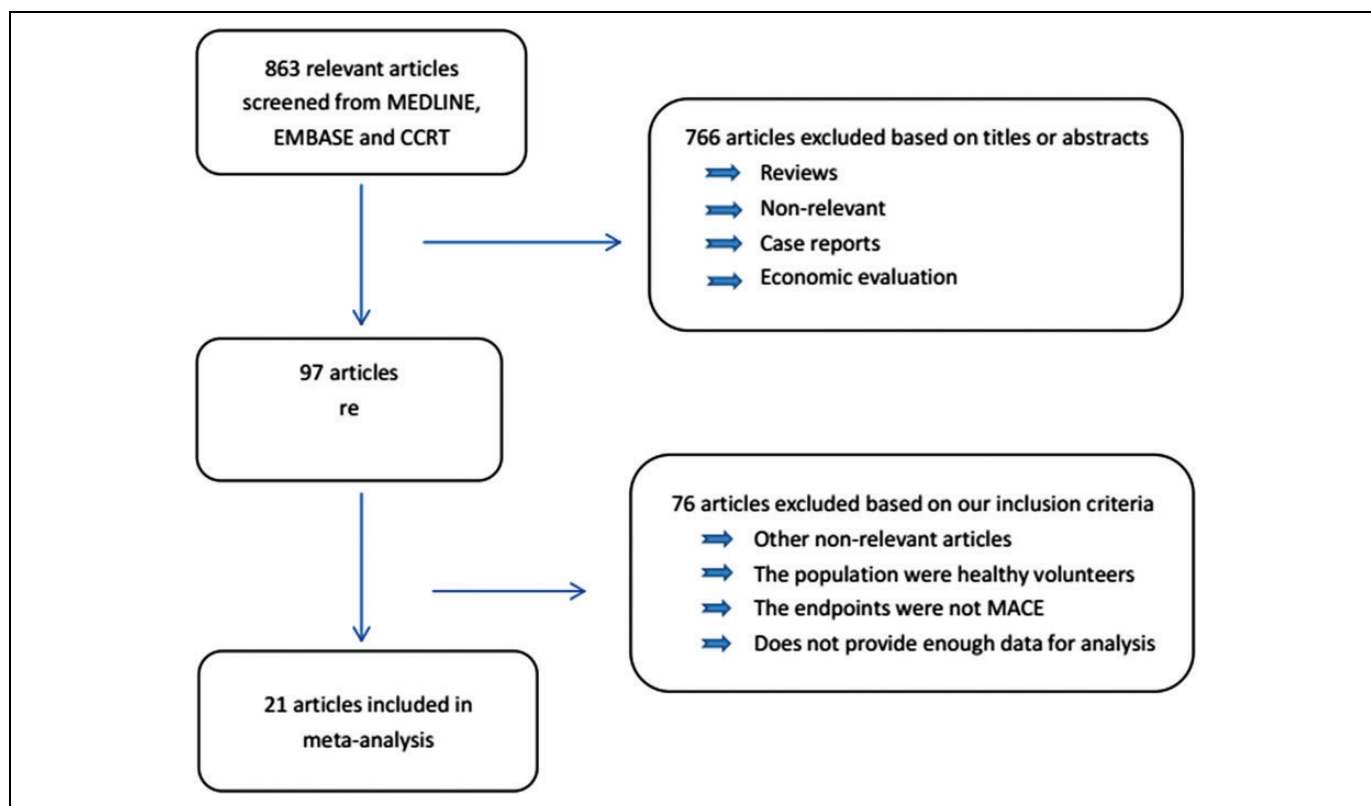 863 relevant articles
screened from MEDLINE,
EMBASE and CCRT
766 articles excluded based on titles or abstracts
Reviews
Non-relevant
Case reports
Economic evaluation
97 articles
re
76 articles excluded based on our inclusion criteria
Other non-relevant articles
The population were healthy volunteers
The endpoints were not MACE
Does not provide enough data for analysis
21 articles included in
meta-analysis